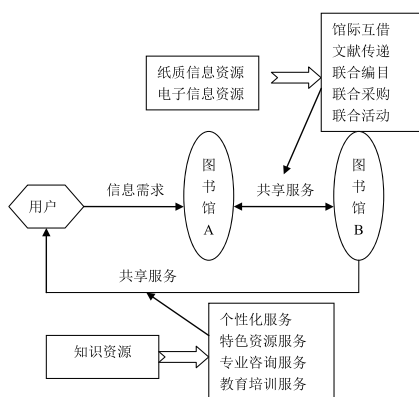 馆际互借
文献传递
联合编目
联合采购
联合活动
纸质信息资源
电子信息资源
用户
信息需求
图
书
馆
A
共享服务
图
书
馆
B
共享服务
知识资源
个性化服务
特色资源服务
专业咨询服务
教育培训服务